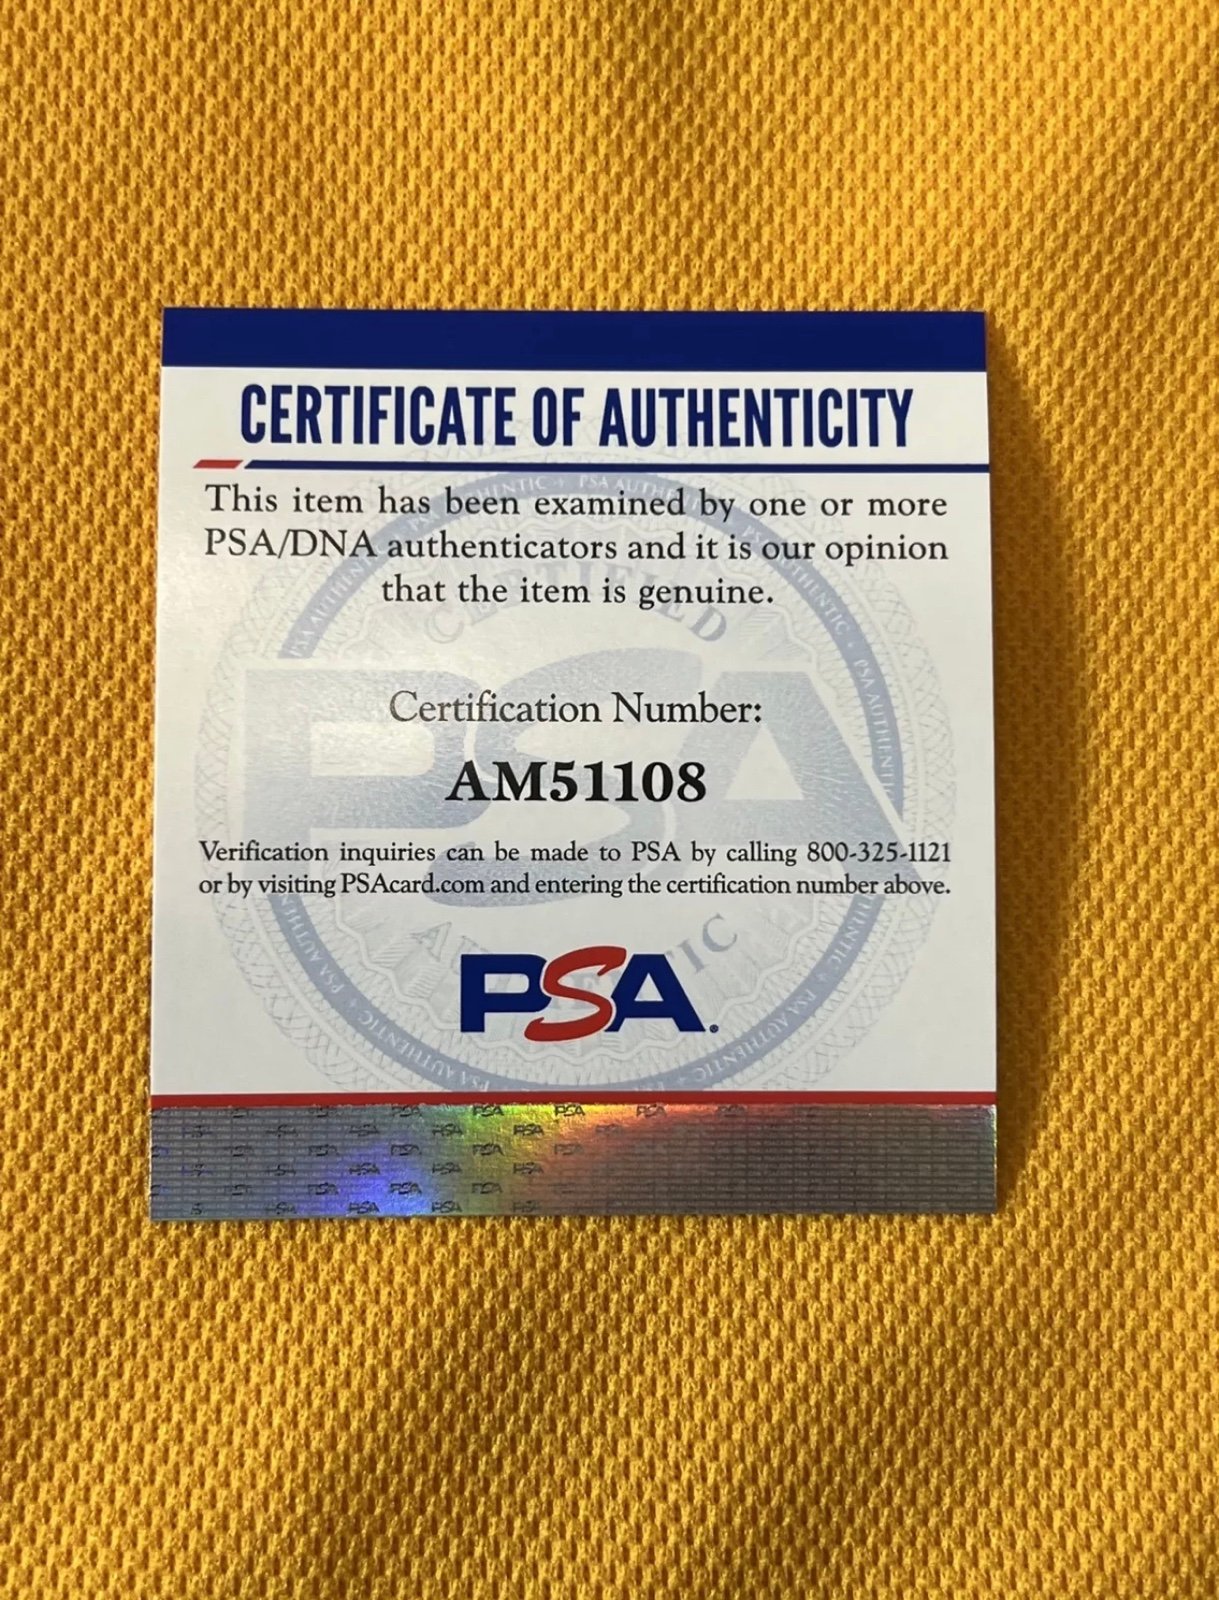 CERTIFICATE OF AUTHENTICITY
This item has been examined by one or more
PSA/DNA authenticators and it is our opinion
that the item is genuine.
Certification Number:
AM51108
Verification inquiries can be made to PSA by calling 800-325-1121
or by visiting PSAcard.com and entering the certification number above.
PSA